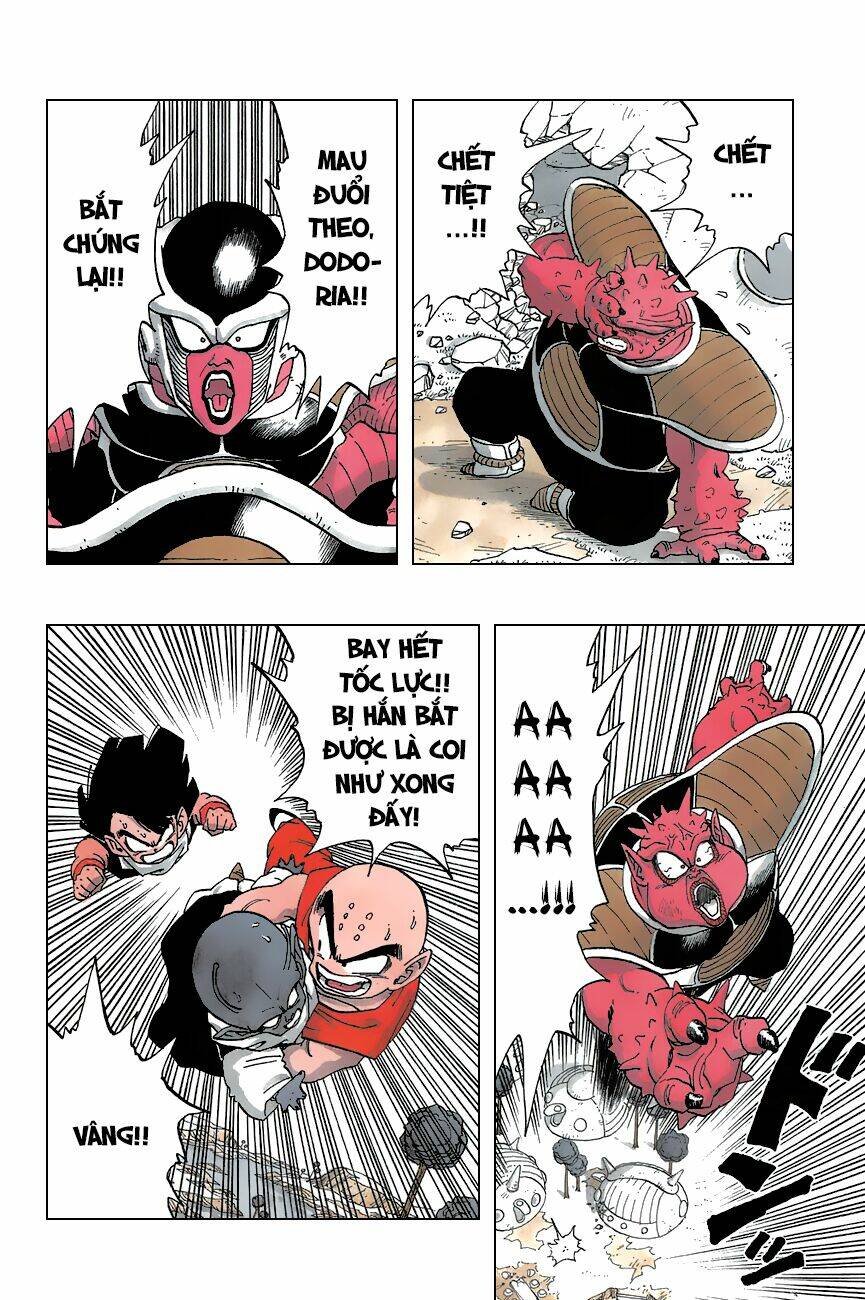 CHẾT
...
CHẾT
TIỆT
...!!
MAU
ĐUỔI
THEO,
DODO-
RIA!!
BẮT
CHÚNG
LẠI!!
AA
AA
AA
...!!!
ドンッ
BAY HẾT
TỐC LỰC!!
BỊ HẮN BẮT
ĐƯỢC LÀ COI
NHƯ XONG
ĐẤY!
VÂNG!!